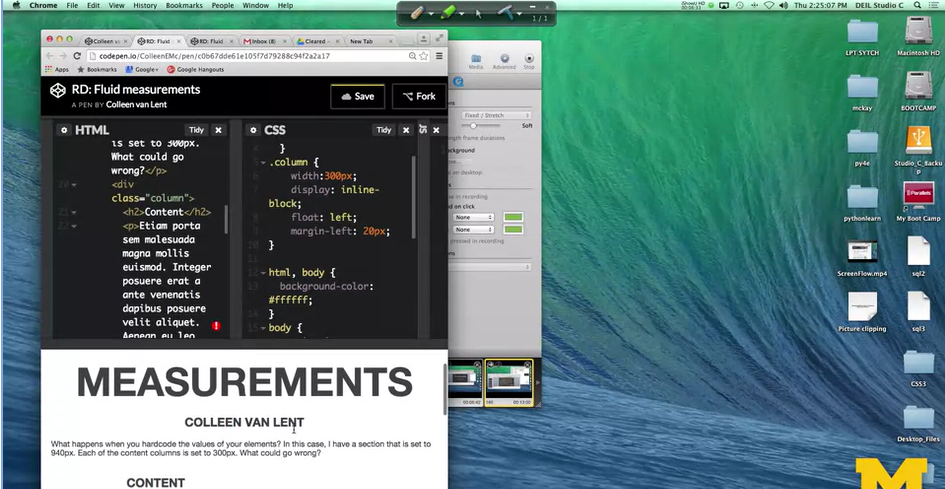 Chrome File Edit View History Bookmarks People Window Help
Thu 2:25:07 PM DEIL Studio C
1 / 1
Colleen v
RD: Fluid
RD: Fluid
Inbox (8)
Cleared
New Tab
codepen.io/ColleenEMc/pen/c0b67dde61e105f7d79288c94f2a2a17
Apps Bookmarks Google+ Google Hangouts
RD: Fluid measurements
A PEN BY Colleen van Lent
Save
Fork
HTML Tidy
is set to 300px.
What could go
wrong?</p>
<div
class="column">
<h2>Content</h2>
<p>Etiam porta
sem malesuada
magna mollis
euismod. Integer
posuere erat a
ante venenatis
dapibus posuere
velit aliquet.
Aenean eu leo
CSS Tidy
}
.column {
width:300px;
display: inline-
block;
float: left;
margin-left: 20px;
}
html, body {
background-color:
#ffffff;
}
body {
MEASUREMENTS
COLLEEN VAN LENT
What happens when you hardcode the values of your elements? In this case, I have a section that is set to
940px. Each of the content columns is set to 300px. What could go wrong?
CONTENT
Media Advanced Stop
Fixed / Stretch
Soft
ngth frame durations
ackground
an desktop.
e in recording
d on click
None
None
pressed in recording
LPT-SYTCH
Macintosh HD
mckay
BOOTCAMP
py4e
Studio_C_Backu
p
pythonlearn
My Boot Camp
ScreenFlow.mp4
sql2
Picture clipping
sql3
CSS3
Desktop_Files
M